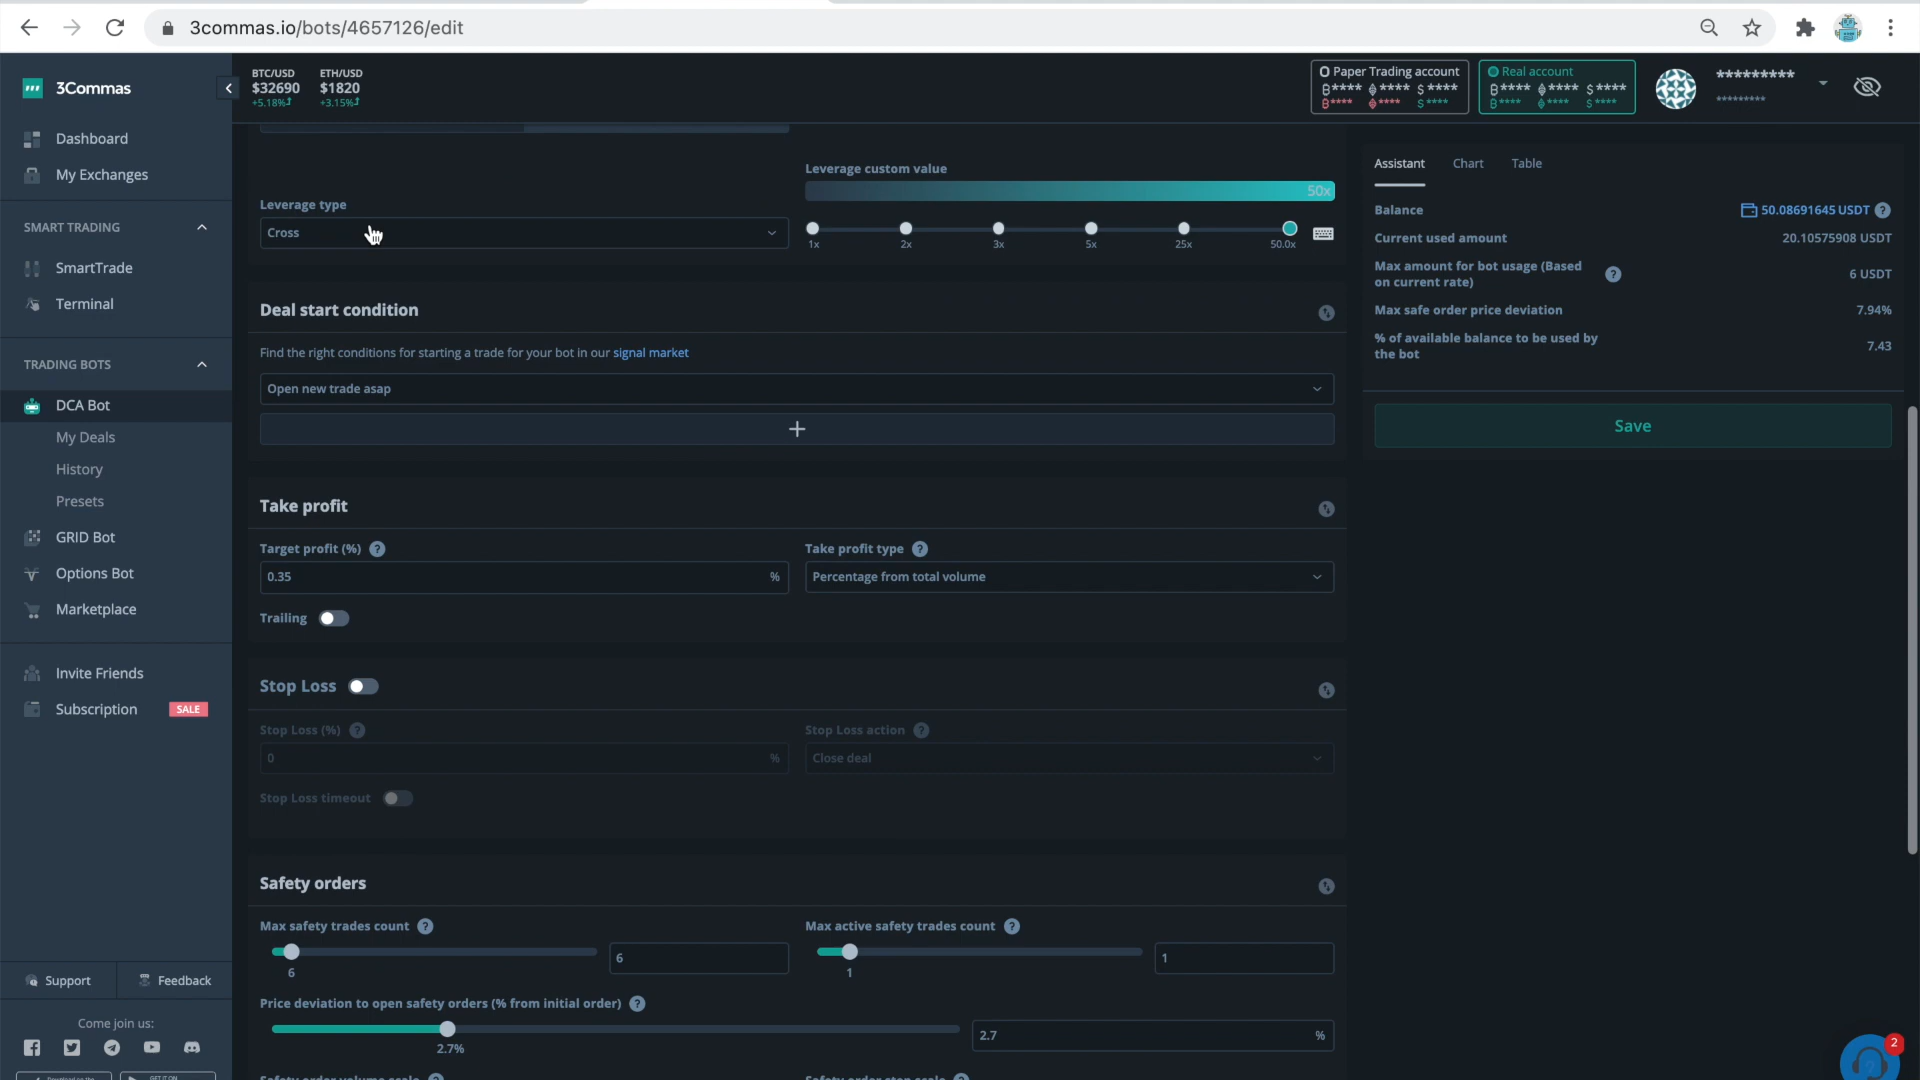 3commas.io/bots/4657126/edit
3Commas
BTC/USD
$32690
+5.18%
ETH/USD
$1820
+3.15%
Paper Trading account
**** **** $ ****
**** **** $ ****
Real account
**** **** $ ****
**** **** $ ****
*********
*********
Dashboard
My Exchanges
SMART TRADING
SmartTrade
Terminal
TRADING BOTS
DCA Bot
My Deals
History
Presets
GRID Bot
Options Bot
Marketplace
Invite Friends
Subscription
SALE
Support
Feedback
Come join us:
GET IT ON
Leverage type
Cross
Leverage custom value
50x
1x
2x
3x
5x
25x
50.0x
Deal start condition
Find the right conditions for starting a trade for your bot in our signal market
Open new trade asap
+
Take profit
Target profit (%) ?
0.35 %
Take profit type ?
Percentage from total volume
Trailing
Stop Loss
Stop Loss (%) ?
0 %
Stop Loss action ?
Close deal
Stop Loss timeout
Safety orders
Max safety trades count ?
6
6
Max active safety trades count ?
1
1
Price deviation to open safety orders (% from initial order) ?
2.7%
2.7 %
Assistant
Chart
Table
Balance
50.08691645 USDT ?
Current used amount
20.10575908 USDT
Max amount for bot usage (Based
on current rate) ?
6 USDT
Max safe order price deviation
7.94%
% of available balance to be used by
the bot
7.43
Save
2